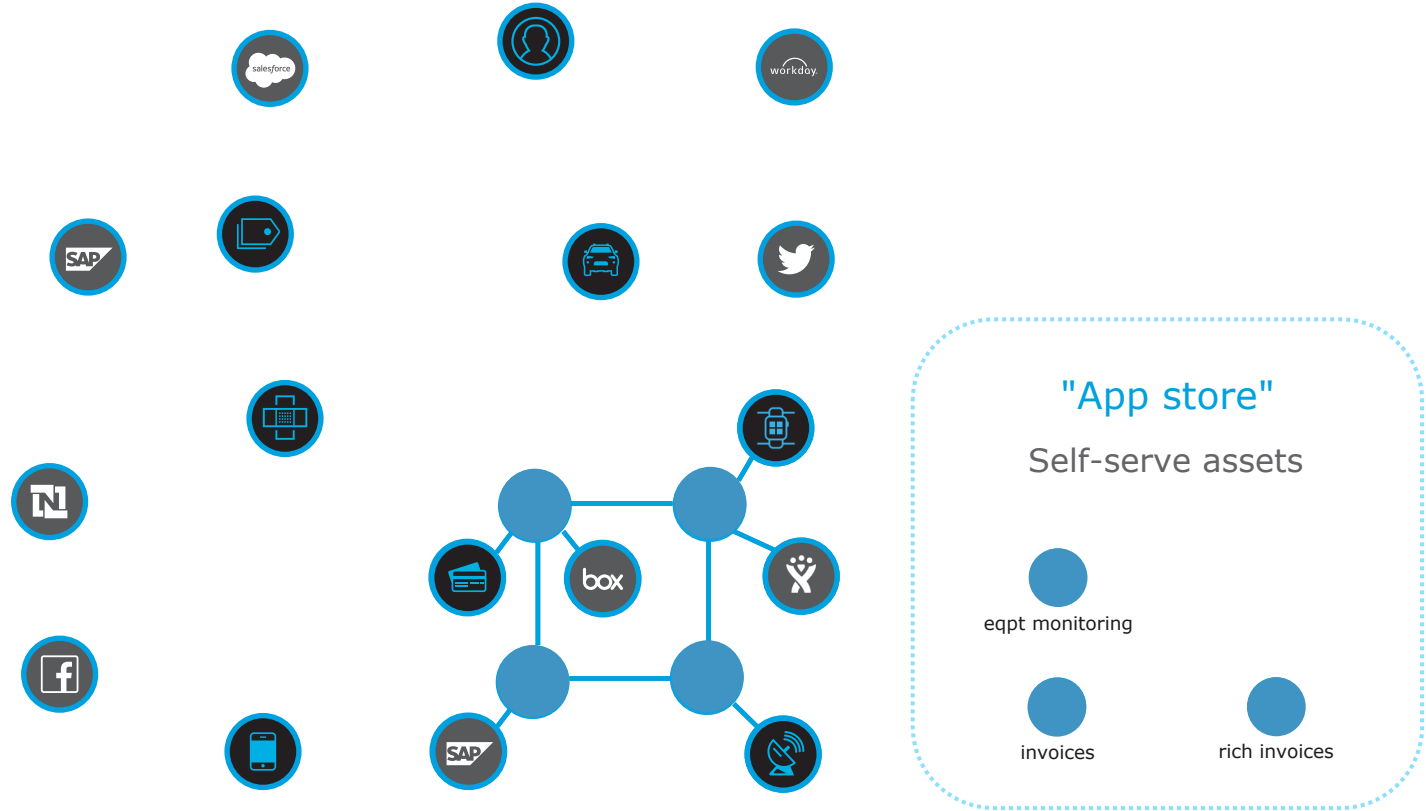 salesforce
workday.
SAP
"App store"
Self-serve assets
N
f
box
eqpt monitoring
SAP
invoices
rich invoices